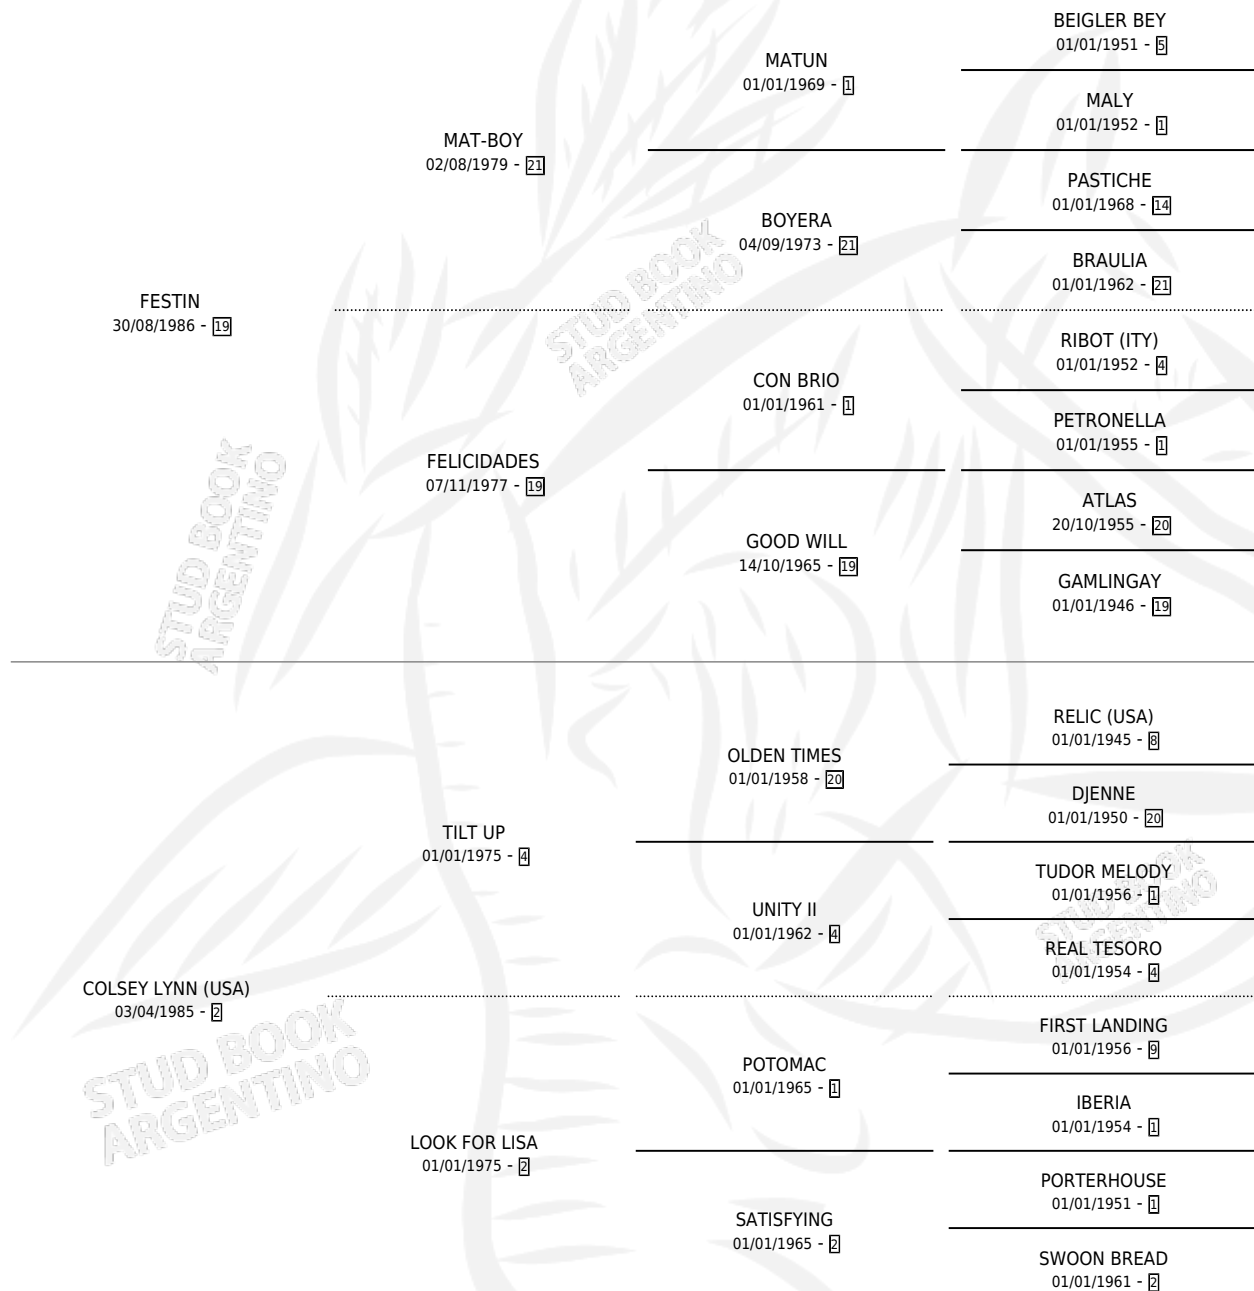 BEIGLER BEY
01/01/1951 - 5
MATUN
01/01/1969 - 1
MALY
01/01/1952 - 1
MAT-BOY
02/08/1979 - 21
PASTICHE
01/01/1968 - 14
BOYERA
04/09/1973 - 21
BRAULIA
01/01/1962 - 21
FESTIN
30/08/1986 - 19
STUD BOOK
ARGENTINO
RIBOT (ITY)
01/01/1952 - 4
CON BRIO
01/01/1961 - 1
PETRONELLA
01/01/1955 - 1
FELICIDADES
07/11/1977 - 19
ATLAS
20/10/1955 - 20
GOOD WILL
14/10/1965 - 19
GAMLINGAY
01/01/1946 - 19
STUD BOOK
ARGENTINO
RELIC (USA)
01/01/1945 - 8
OLDEN TIMES
01/01/1958 - 20
DJENNE
01/01/1950 - 20
TILT UP
01/01/1975 - 4
TUDOR MELODY
01/01/1956 - 1
UNITY II
01/01/1962 - 4
STUD BOOK
ARGENTINO
REAL TESORO
01/01/1954 - 4
COLSEY LYNN (USA)
03/04/1985 - 2
STUD BOOK
ARGENTINO
FIRST LANDING
01/01/1956 - 9
POTOMAC
01/01/1965 - 1
IBERIA
01/01/1954 - 1
LOOK FOR LISA
01/01/1975 - 2
PORTERHOUSE
01/01/1951 - 1
SATISFYING
01/01/1965 - 2
SWOON BREAD
01/01/1961 - 2